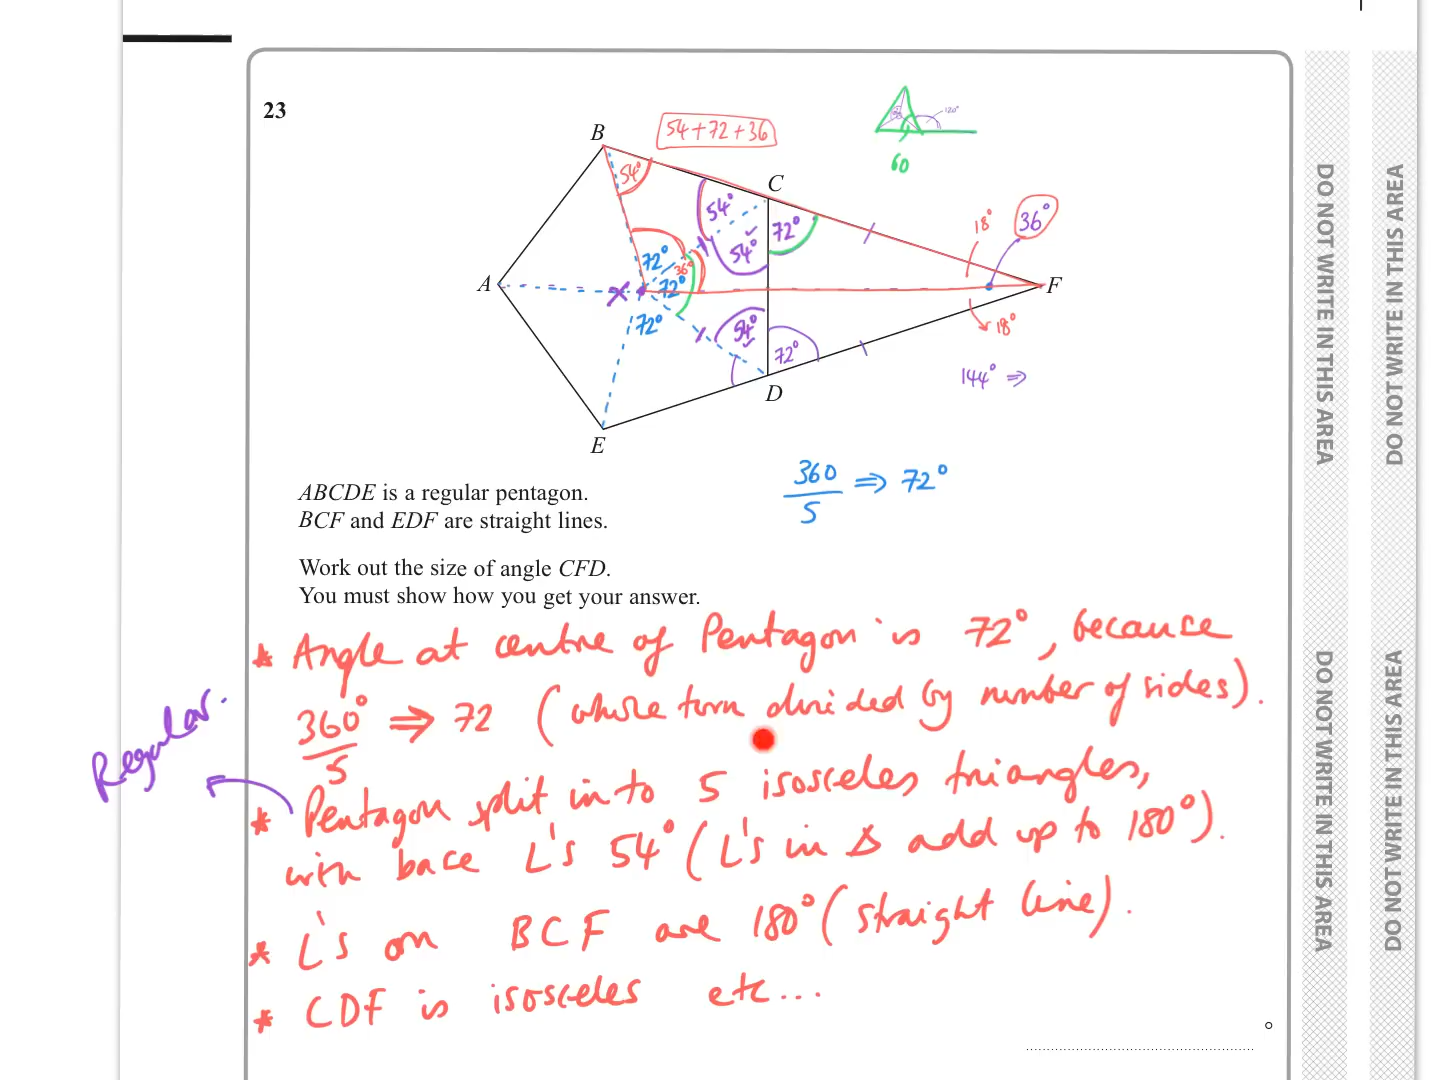 23
B
54+72+36
120°
60
54°
C
54°
72°
18°
36°
54°
72°
36°
72°
A
F
72°
54°
18°
72°
144° ⇒
D
E
360/5 ⇒ 72°
ABCDE is a regular pentagon.
BCF and EDF are straight lines.
Work out the size of angle CFD.
You must show how you get your answer.
* Angle at centre of Pentagon is 72°, because
360°/5 ⇒ 72 (whole turn divided by number of sides).
Regular.
* Pentagon split into 5 isosceles triangles,
with bace L's 54° (L's in Δ add up to 180°).
* L's on BCF are 180° (straight line).
* CDF is isosceles etc...
°
DO NOT WRITE IN THIS AREA
DO NOT WRITE IN THIS AREA
DO NOT WRITE IN THIS AREA
DO NOT WRITE IN THIS AREA